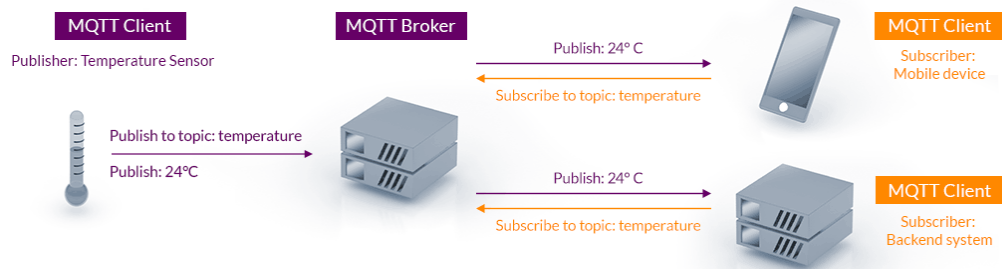 MQTT Client
Publisher: Temperature Sensor
Publish to topic: temperature
Publish: 24°C
MQTT Broker
Publish: 24° C
Subscribe to topic: temperature
MQTT Client
Subscriber:
Mobile device
Publish: 24° C
Subscribe to topic: temperature
MQTT Client
Subscriber:
Backend system